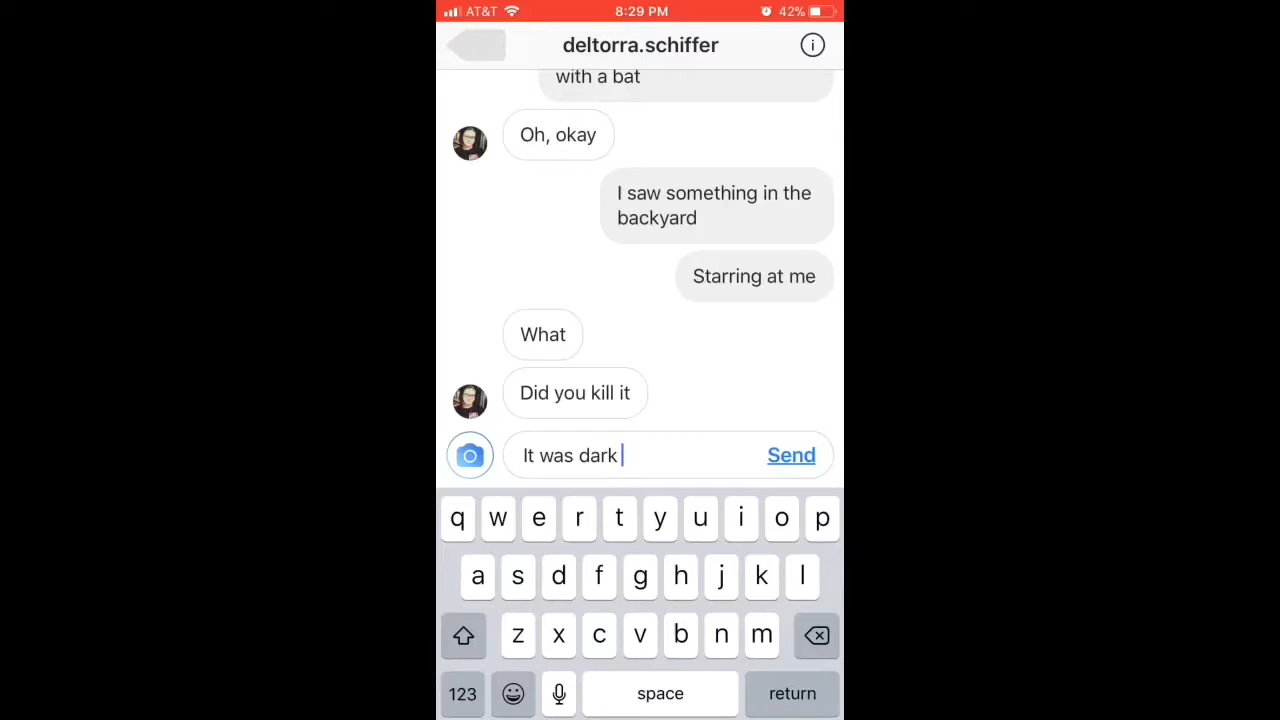 AT&T 8:29 PM 42%
deltorra.schiffer
with a bat
Oh, okay
I saw something in the
backyard
Starring at me
What
Did you kill it
It was dark Send
q w e r t y u i o p
a s d f g h j k l
z x c v b n m
123 space return